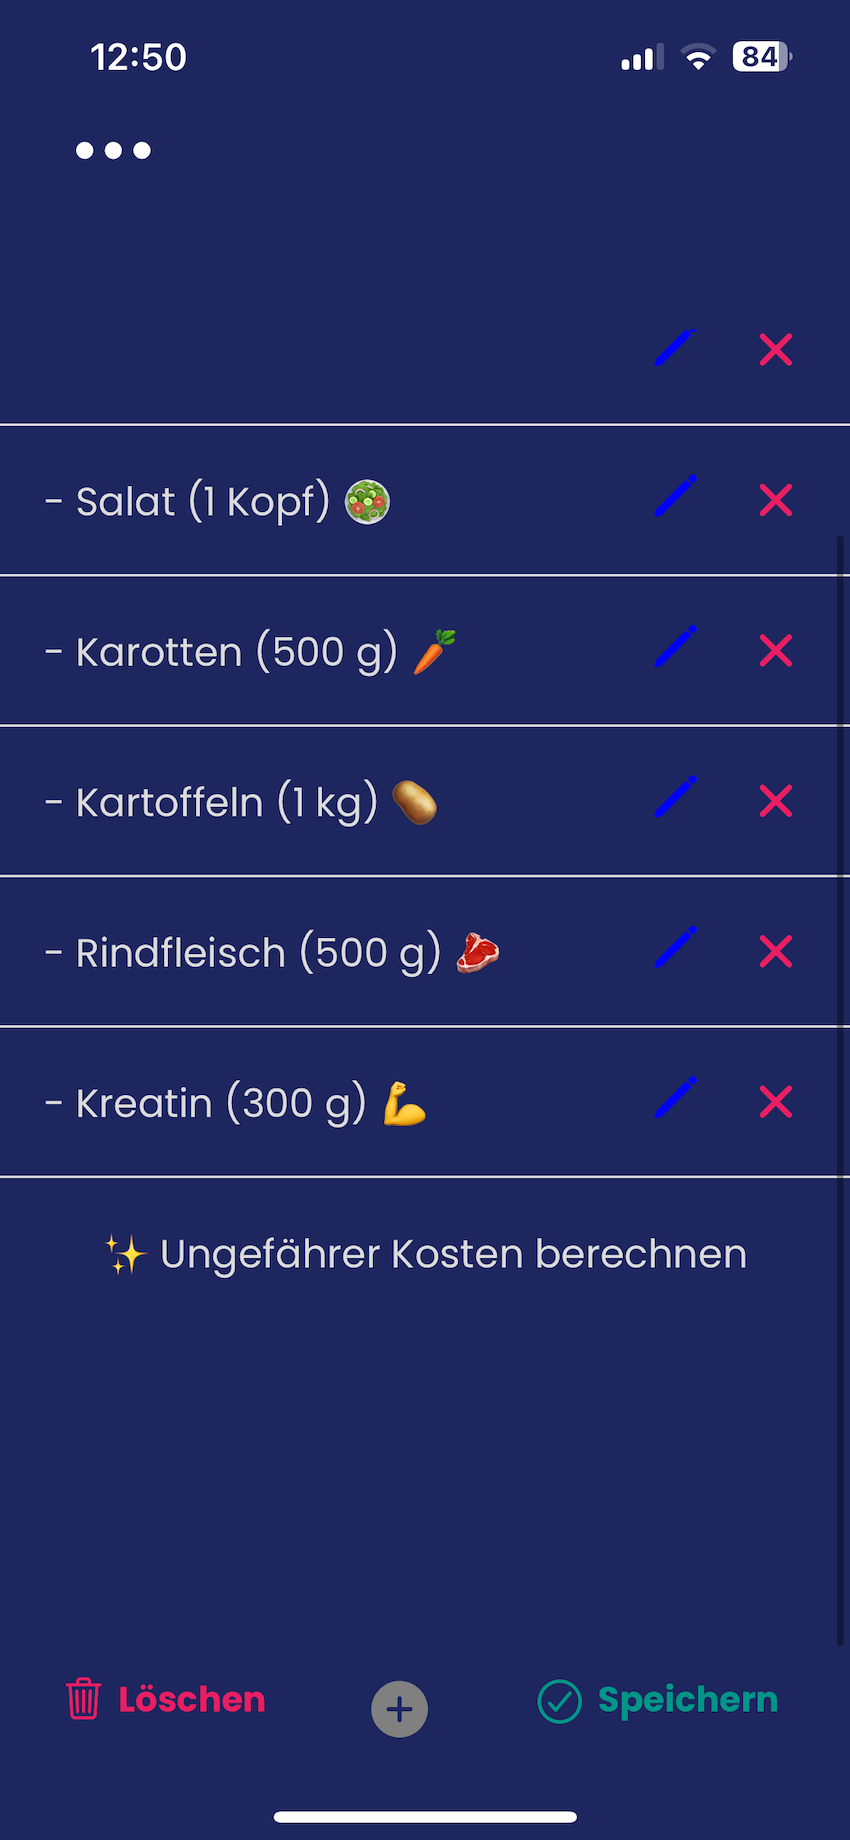 12:50
84
- Salat (1 Kopf) 🥗
- Karotten (500 g) 🥕
- Kartoffeln (1 kg) 🥔
- Rindfleisch (500 g) 🥩
- Kreatin (300 g) 💪
✨ Ungefährer Kosten berechnen
Löschen
Speichern